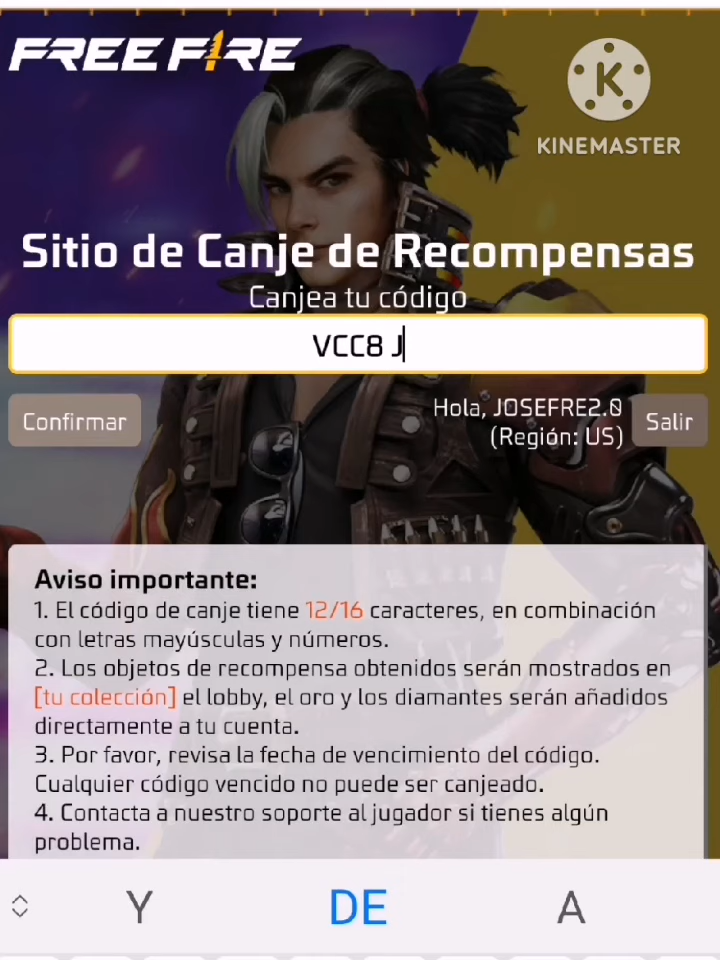 FREE FIRE
KINEMASTER
Sitio de Canje de Recompensas
Canjea tu código
VCC8 J
Confirmar
Hola, JOSEFRE2.0
(Región: US)
Salir
Aviso importante:
1. El código de canje tiene 12/16 caracteres, en combinación
con letras mayúsculas y números.
2. Los objetos de recompensa obtenidos serán mostrados en
[tu colección] el lobby, el oro y los diamantes serán añadidos
directamente a tu cuenta.
3. Por favor, revisa la fecha de vencimiento del código.
Cualquier código vencido no puede ser canjeado.
4. Contacta a nuestro soporte al jugador si tienes algún
problema.
Y DE A